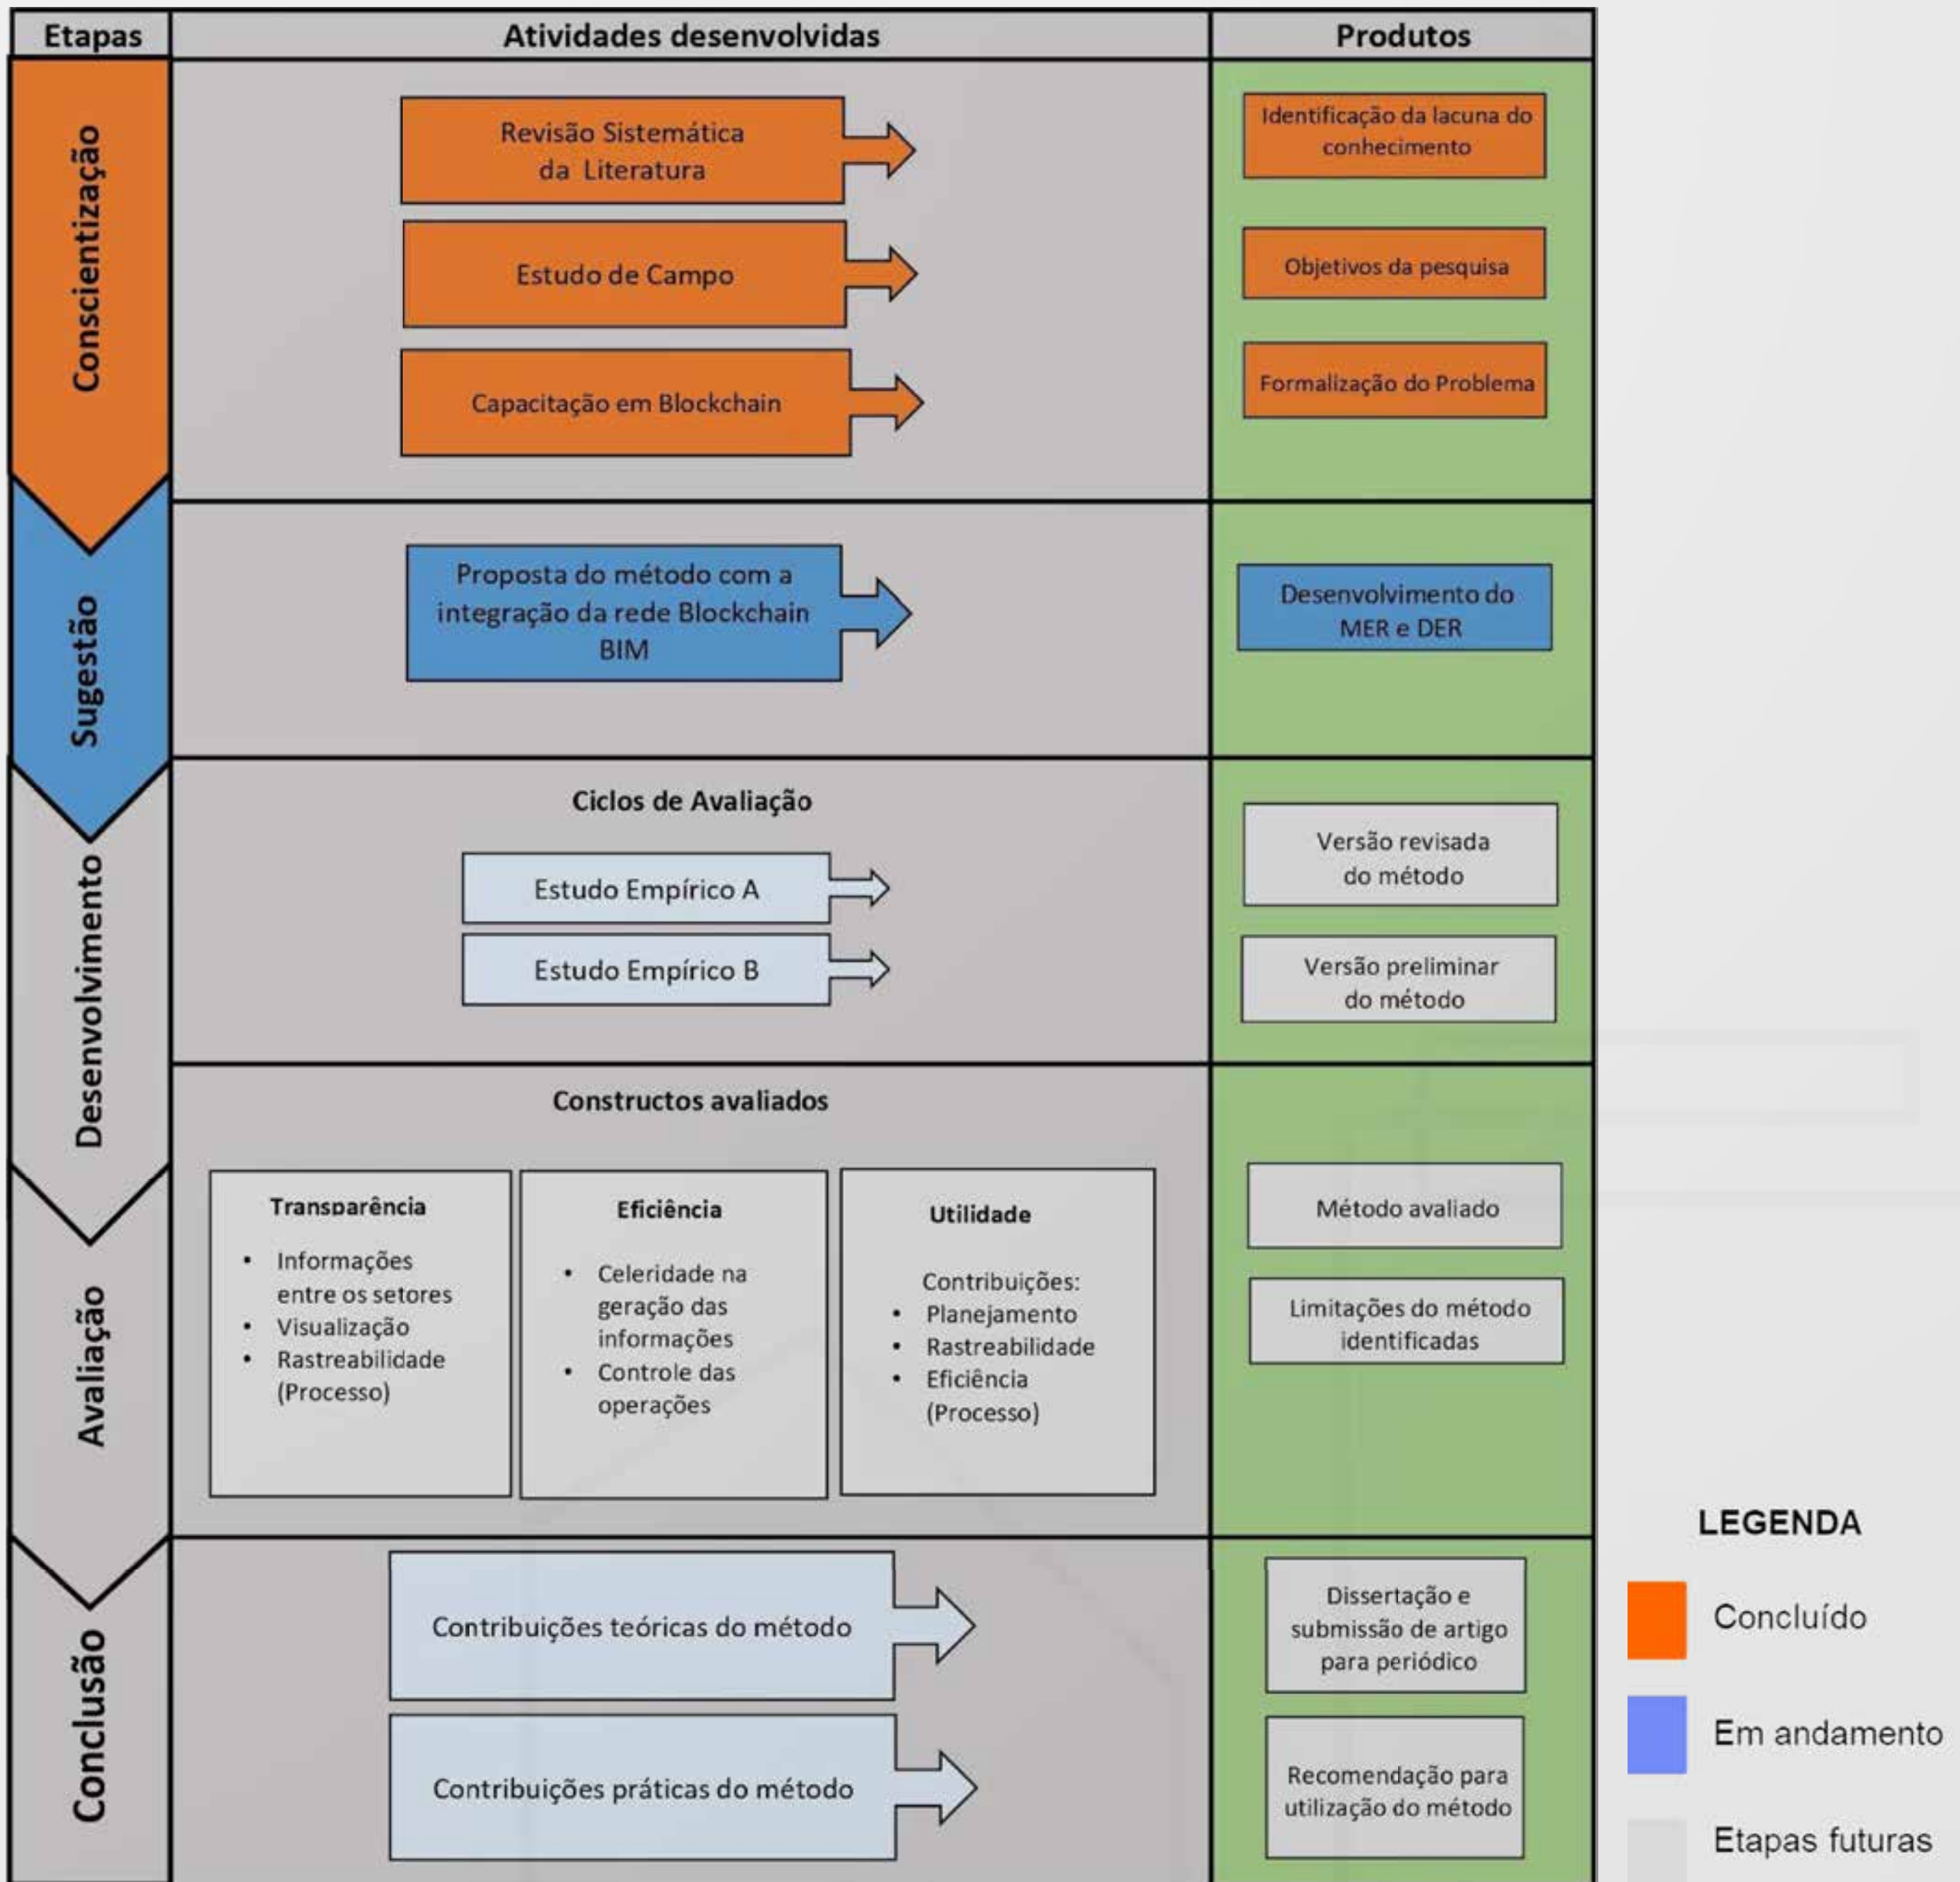 Etapas
Atividades desenvolvidas
Produtos
Conscientização
Revisão Sistemática
da Literatura
Estudo de Campo
Capacitação em Blockchain
Identificação da lacuna do
conhecimento
Objetivos da pesquisa
Formalização do Problema
Sugestão
Proposta do método com a
integração da rede Blockchain
BIM
Desenvolvimento do
MER e DER
Desenvolvimento
Ciclos de Avaliação
Estudo Empírico A
Estudo Empírico B
Versão revisada
do método
Versão preliminar
do método
Avaliação
Constructos avaliados
Transparência
• Informações
entre os setores
• Visualização
• Rastreabilidade
(Processo)
Eficiência
• Celeridade na
geração das
informações
• Controle das
operações
Utilidade
Contribuições:
• Planejamento
• Rastreabilidade
• Eficiência
(Processo)
Método avaliado
Limitações do método
identificadas
Conclusão
Contribuições teóricas do método
Contribuições práticas do método
Dissertação e
submissão de artigo
para periódico
Recomendação para
utilização do método
LEGENDA
Concluído
Em andamento
Etapas futuras